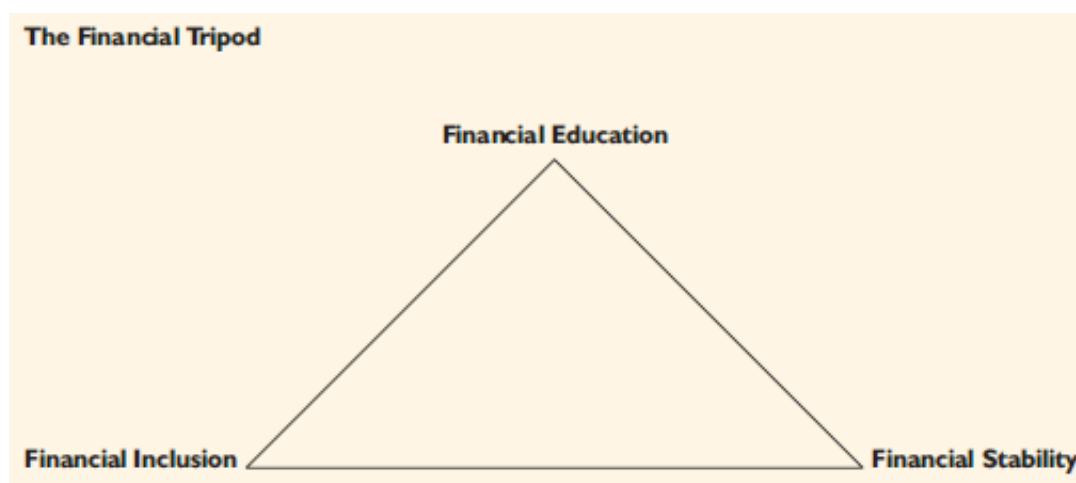 The Financial Tripod
Financial Education
Financial Inclusion
Financial Stability